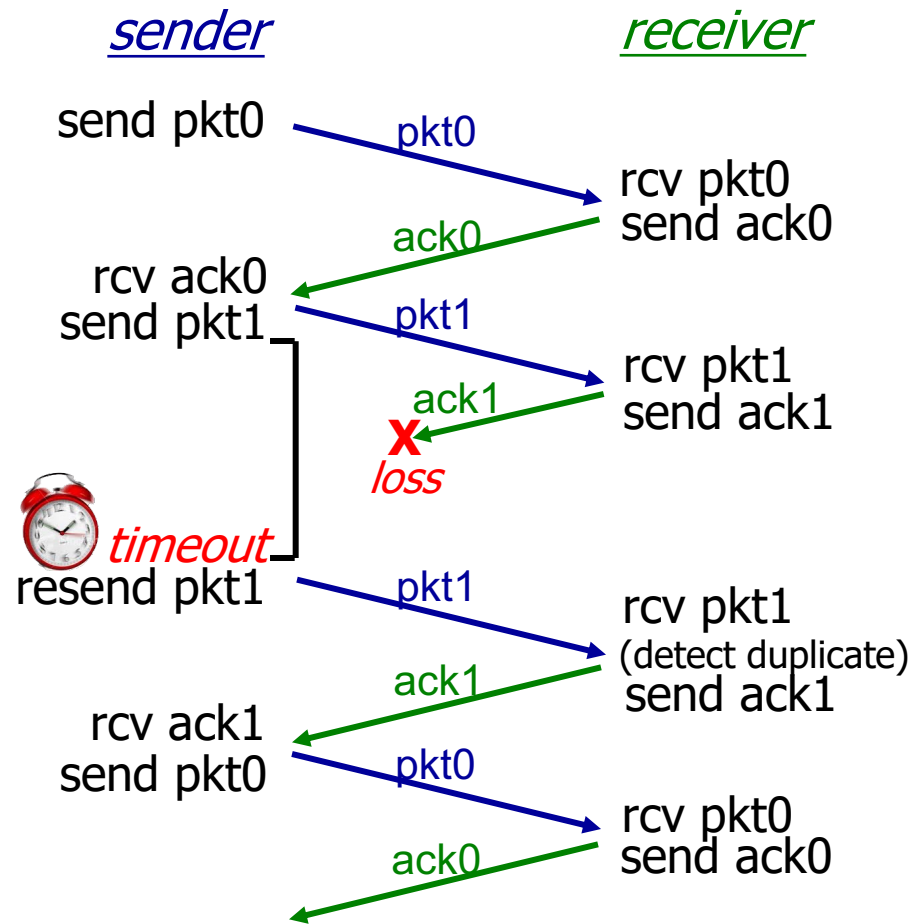 sender
receiver
send pkt0
pkt0
rcv pkt0
send ack0
ack0
rcv ack0
send pkt1
pkt1
rcv pkt1
send ack1
ack1
X
loss
timeout
resend pkt1
pkt1
rcv pkt1
(detect duplicate)
send ack1
ack1
rcv ack1
send pkt0
pkt0
rcv pkt0
send ack0
ack0